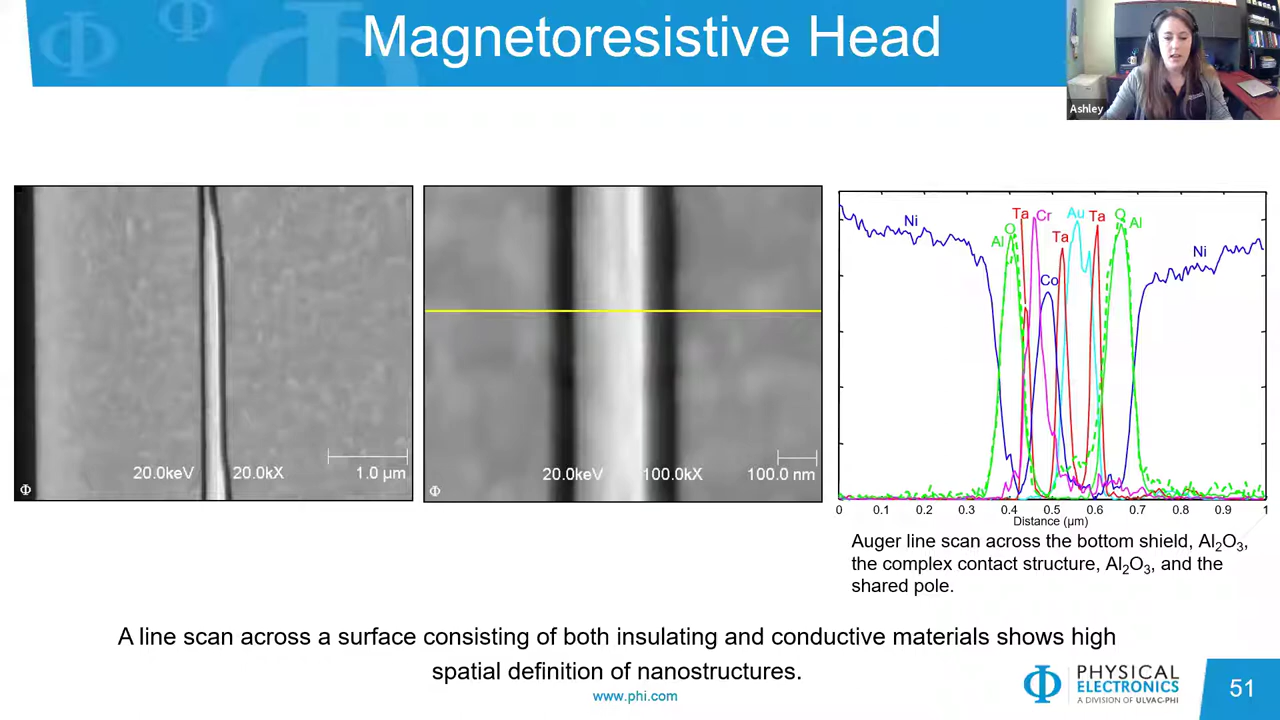 Magnetoresistive Head
Ashley
20.0keV 20.0kX 1.0 µm
Φ
20.0keV 100.0kX 100.0 nm
Φ
Ni
Al
O
Ta
Cr
Co
Ta
Au
Ta
O
Al
Ni
0 0.1 0.2 0.3 0.4 0.5 0.6 0.7 0.8 0.9 1
Distance (µm)
Auger line scan across the bottom shield, Al₂O₃,
the complex contact structure, Al₂O₃, and the
shared pole.
A line scan across a surface consisting of both insulating and conductive materials shows high
spatial definition of nanostructures.
www.phi.com
Φ PHYSICAL
ELECTRONICS
A DIVISION OF ULVAC-PHI
51